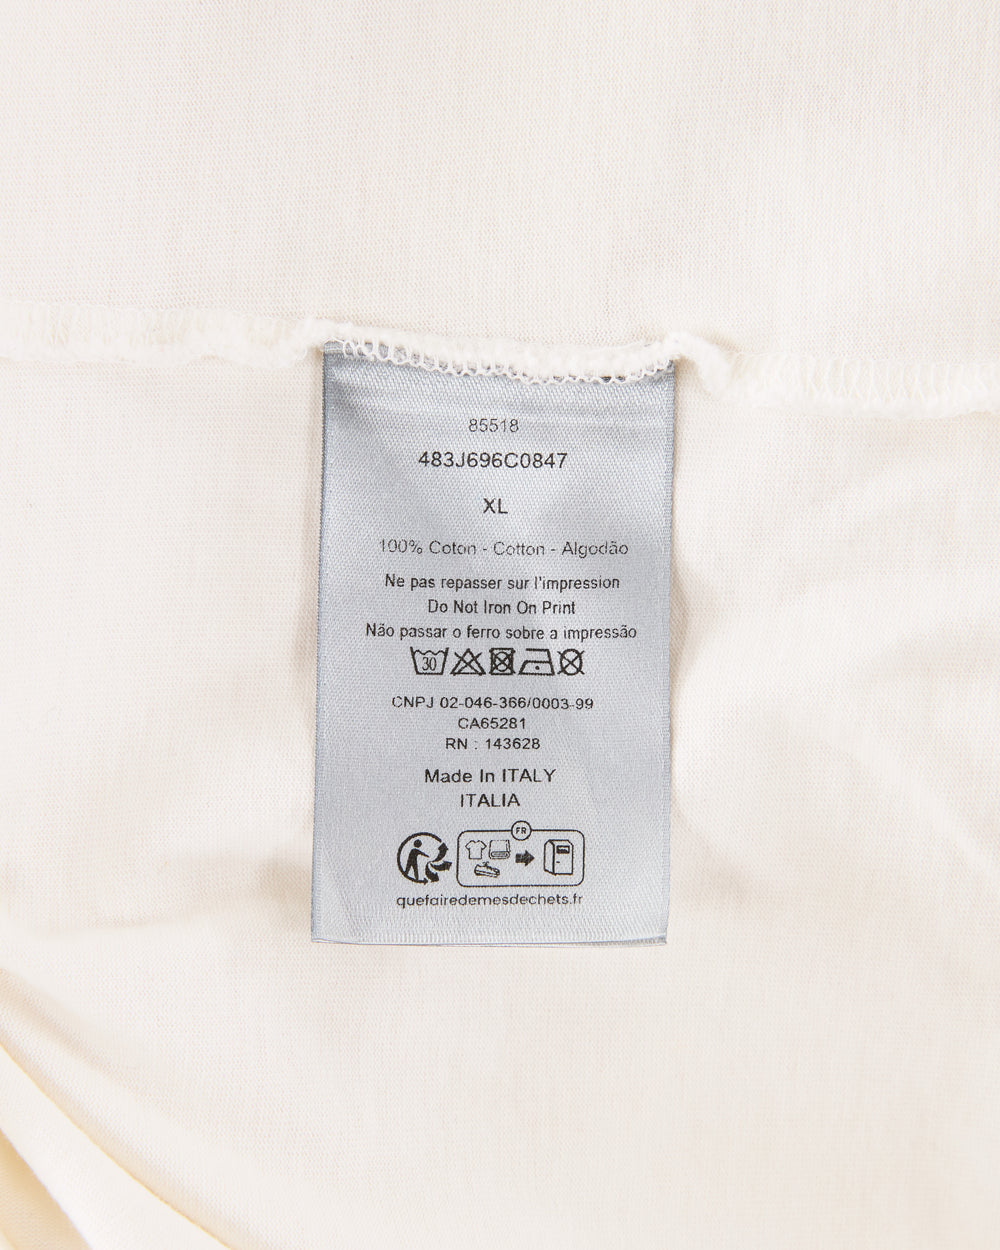 85518
483J696C0847
XL
100% Coton - Cotton - Algodão
Ne pas repasser sur l'impression
Do Not Iron On Print
Não passar o ferro sobre a impressão
30
CNPJ 02-046-366/0003-99
CA65281
RN : 143628
Made In ITALY
ITALIA
FR
quefairedemesdechets.fr